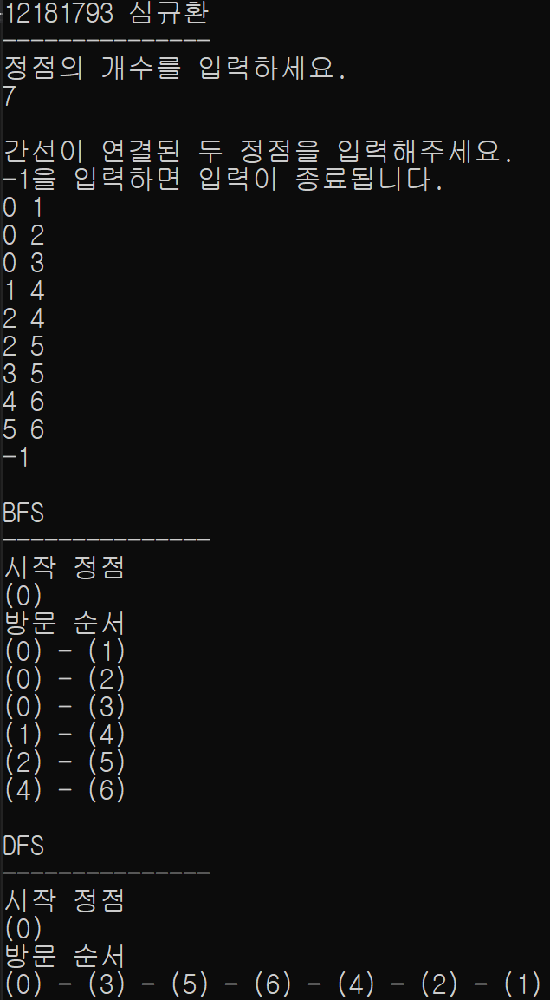 12181793 심규환
---------------
정점의 개수를 입력하세요.
7
간선이 연결된 두 정점을 입력해주세요.
-1을 입력하면 입력이 종료됩니다.
0 1
0 2
0 3
1 4
2 4
2 5
3 5
4 6
5 6
-1
BFS
---------------
시작 정점
(0)
방문 순서
(0) - (1)
(0) - (2)
(0) - (3)
(1) - (4)
(2) - (5)
(4) - (6)
DFS
---------------
시작 정점
(0)
방문 순서
(0) - (3) - (5) - (6) - (4) - (2) - (1)